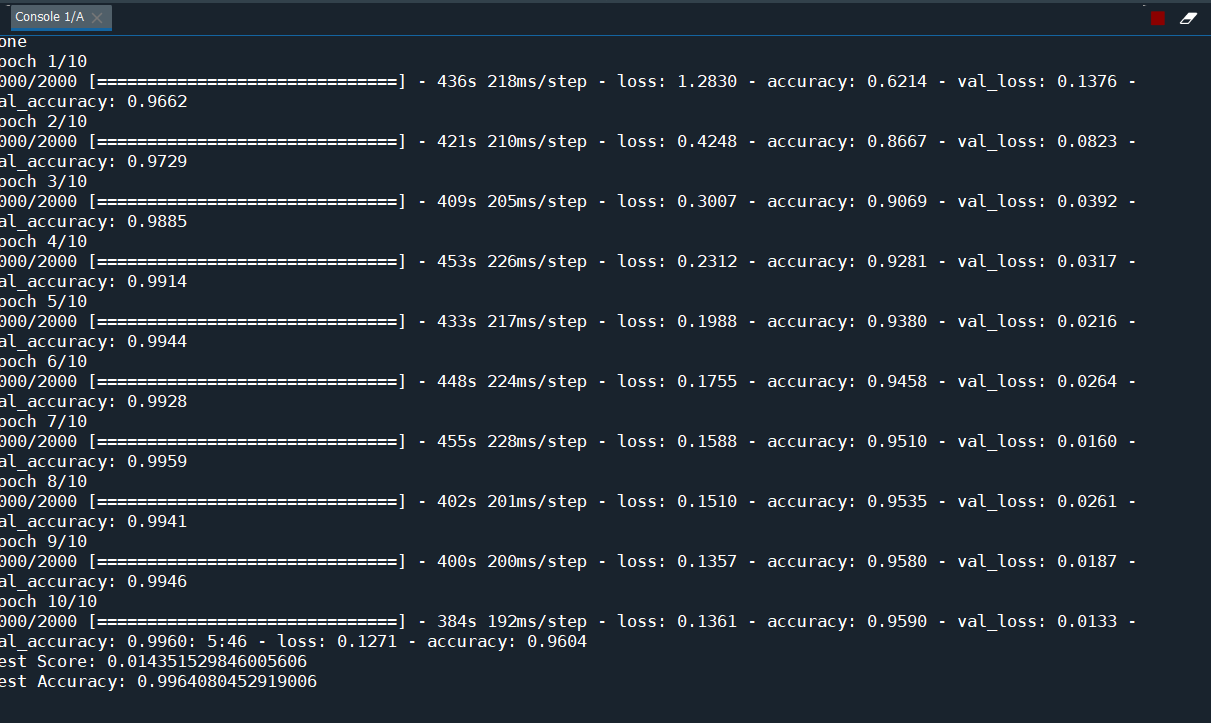 Console 1/A
one
poch 1/10
000/2000 [==============================] - 436s 218ms/step - loss: 1.2830 - accuracy: 0.6214 - val_loss: 0.1376 -
al_accuracy: 0.9662
poch 2/10
000/2000 [==============================] - 421s 210ms/step - loss: 0.4248 - accuracy: 0.8667 - val_loss: 0.0823 -
al_accuracy: 0.9729
poch 3/10
000/2000 [==============================] - 409s 205ms/step - loss: 0.3007 - accuracy: 0.9069 - val_loss: 0.0392 -
al_accuracy: 0.9885
poch 4/10
000/2000 [==============================] - 453s 226ms/step - loss: 0.2312 - accuracy: 0.9281 - val_loss: 0.0317 -
al_accuracy: 0.9914
poch 5/10
000/2000 [==============================] - 433s 217ms/step - loss: 0.1988 - accuracy: 0.9380 - val_loss: 0.0216 -
al_accuracy: 0.9944
poch 6/10
000/2000 [==============================] - 448s 224ms/step - loss: 0.1755 - accuracy: 0.9458 - val_loss: 0.0264 -
al_accuracy: 0.9928
poch 7/10
000/2000 [==============================] - 455s 228ms/step - loss: 0.1588 - accuracy: 0.9510 - val_loss: 0.0160 -
al_accuracy: 0.9959
poch 8/10
000/2000 [==============================] - 402s 201ms/step - loss: 0.1510 - accuracy: 0.9535 - val_loss: 0.0261 -
al_accuracy: 0.9941
poch 9/10
000/2000 [==============================] - 400s 200ms/step - loss: 0.1357 - accuracy: 0.9580 - val_loss: 0.0187 -
al_accuracy: 0.9946
poch 10/10
000/2000 [==============================] - 384s 192ms/step - loss: 0.1361 - accuracy: 0.9590 - val_loss: 0.0133 -
al_accuracy: 0.9960: 5:46 - loss: 0.1271 - accuracy: 0.9604
est Score: 0.014351529846005606
est Accuracy: 0.9964080452919006